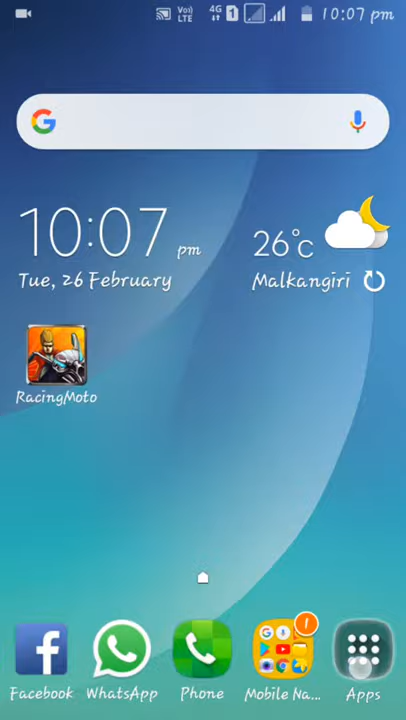 Vo))
LTE
4G
1
10:07 pm
G
10:07 pm
26°c
Tue, 26 February
Malkangiri
RacingMoto
!
Facebook
WhatsApp
Phone
Mobile Na...
Apps